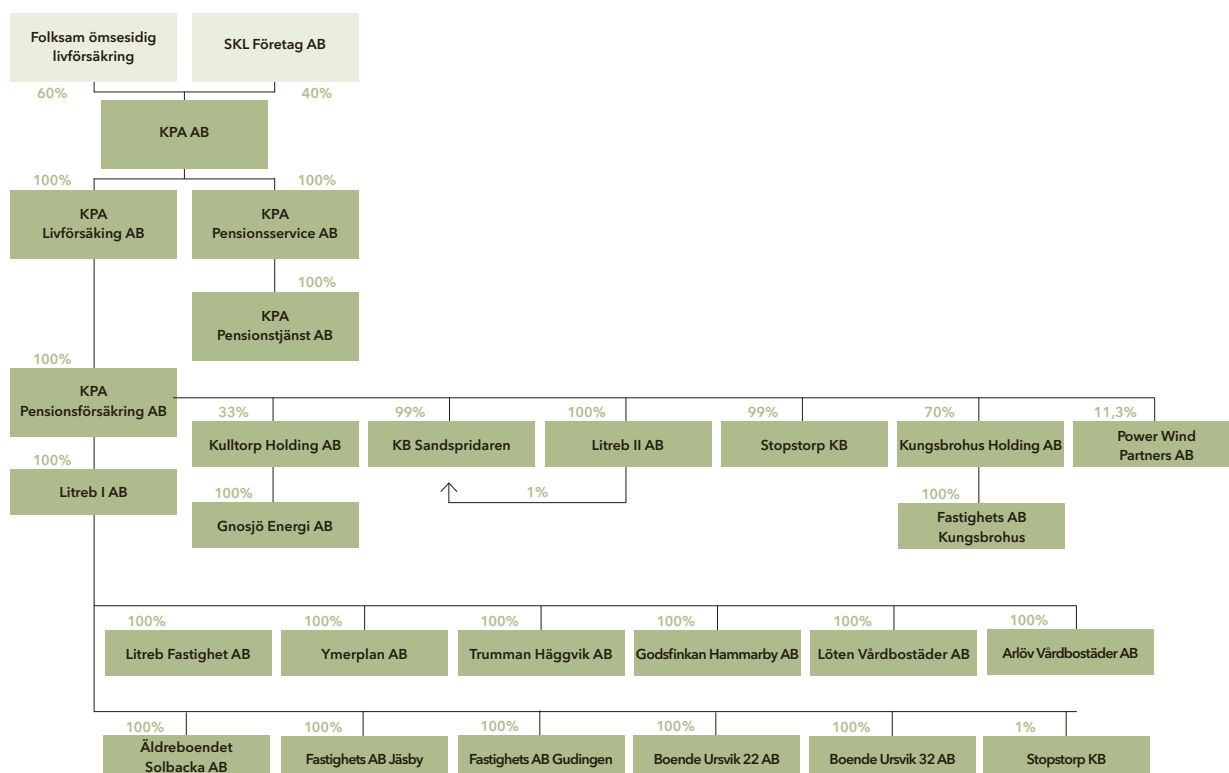 Folksam ömsesidig
livförsäkring
SKL Företag AB
60%
40%
KPA AB
100%
100%
KPA
Livförsäking AB
KPA
Pensionsservice AB
100%
KPA
Pensionstjänst AB
100%
KPA
Pensionsförsäkring AB
33%
99%
100%
99%
70%
11,3%
Kulltorp Holding AB
KB Sandspridaren
Litreb II AB
Stopstorp KB
Kungsbrohus Holding AB
Power Wind
Partners AB
100%
Litreb I AB
100%
1%
100%
Gnosjö Energi AB
Fastighets AB
Kungsbrohus
100%
100%
100%
100%
100%
100%
Litreb Fastighet AB
Ymerplan AB
Trumman Häggvik AB
Godsfinkan Hammarby AB
Löten Vårdbostäder AB
Arlöv Vårdbostäder AB
100%
100%
100%
100%
100%
1%
Äldreboendet
Solbacka AB
Fastighets AB Jäsby
Fastighets AB Gudingen
Boende Ursvik 22 AB
Boende Ursvik 32 AB
Stopstorp KB